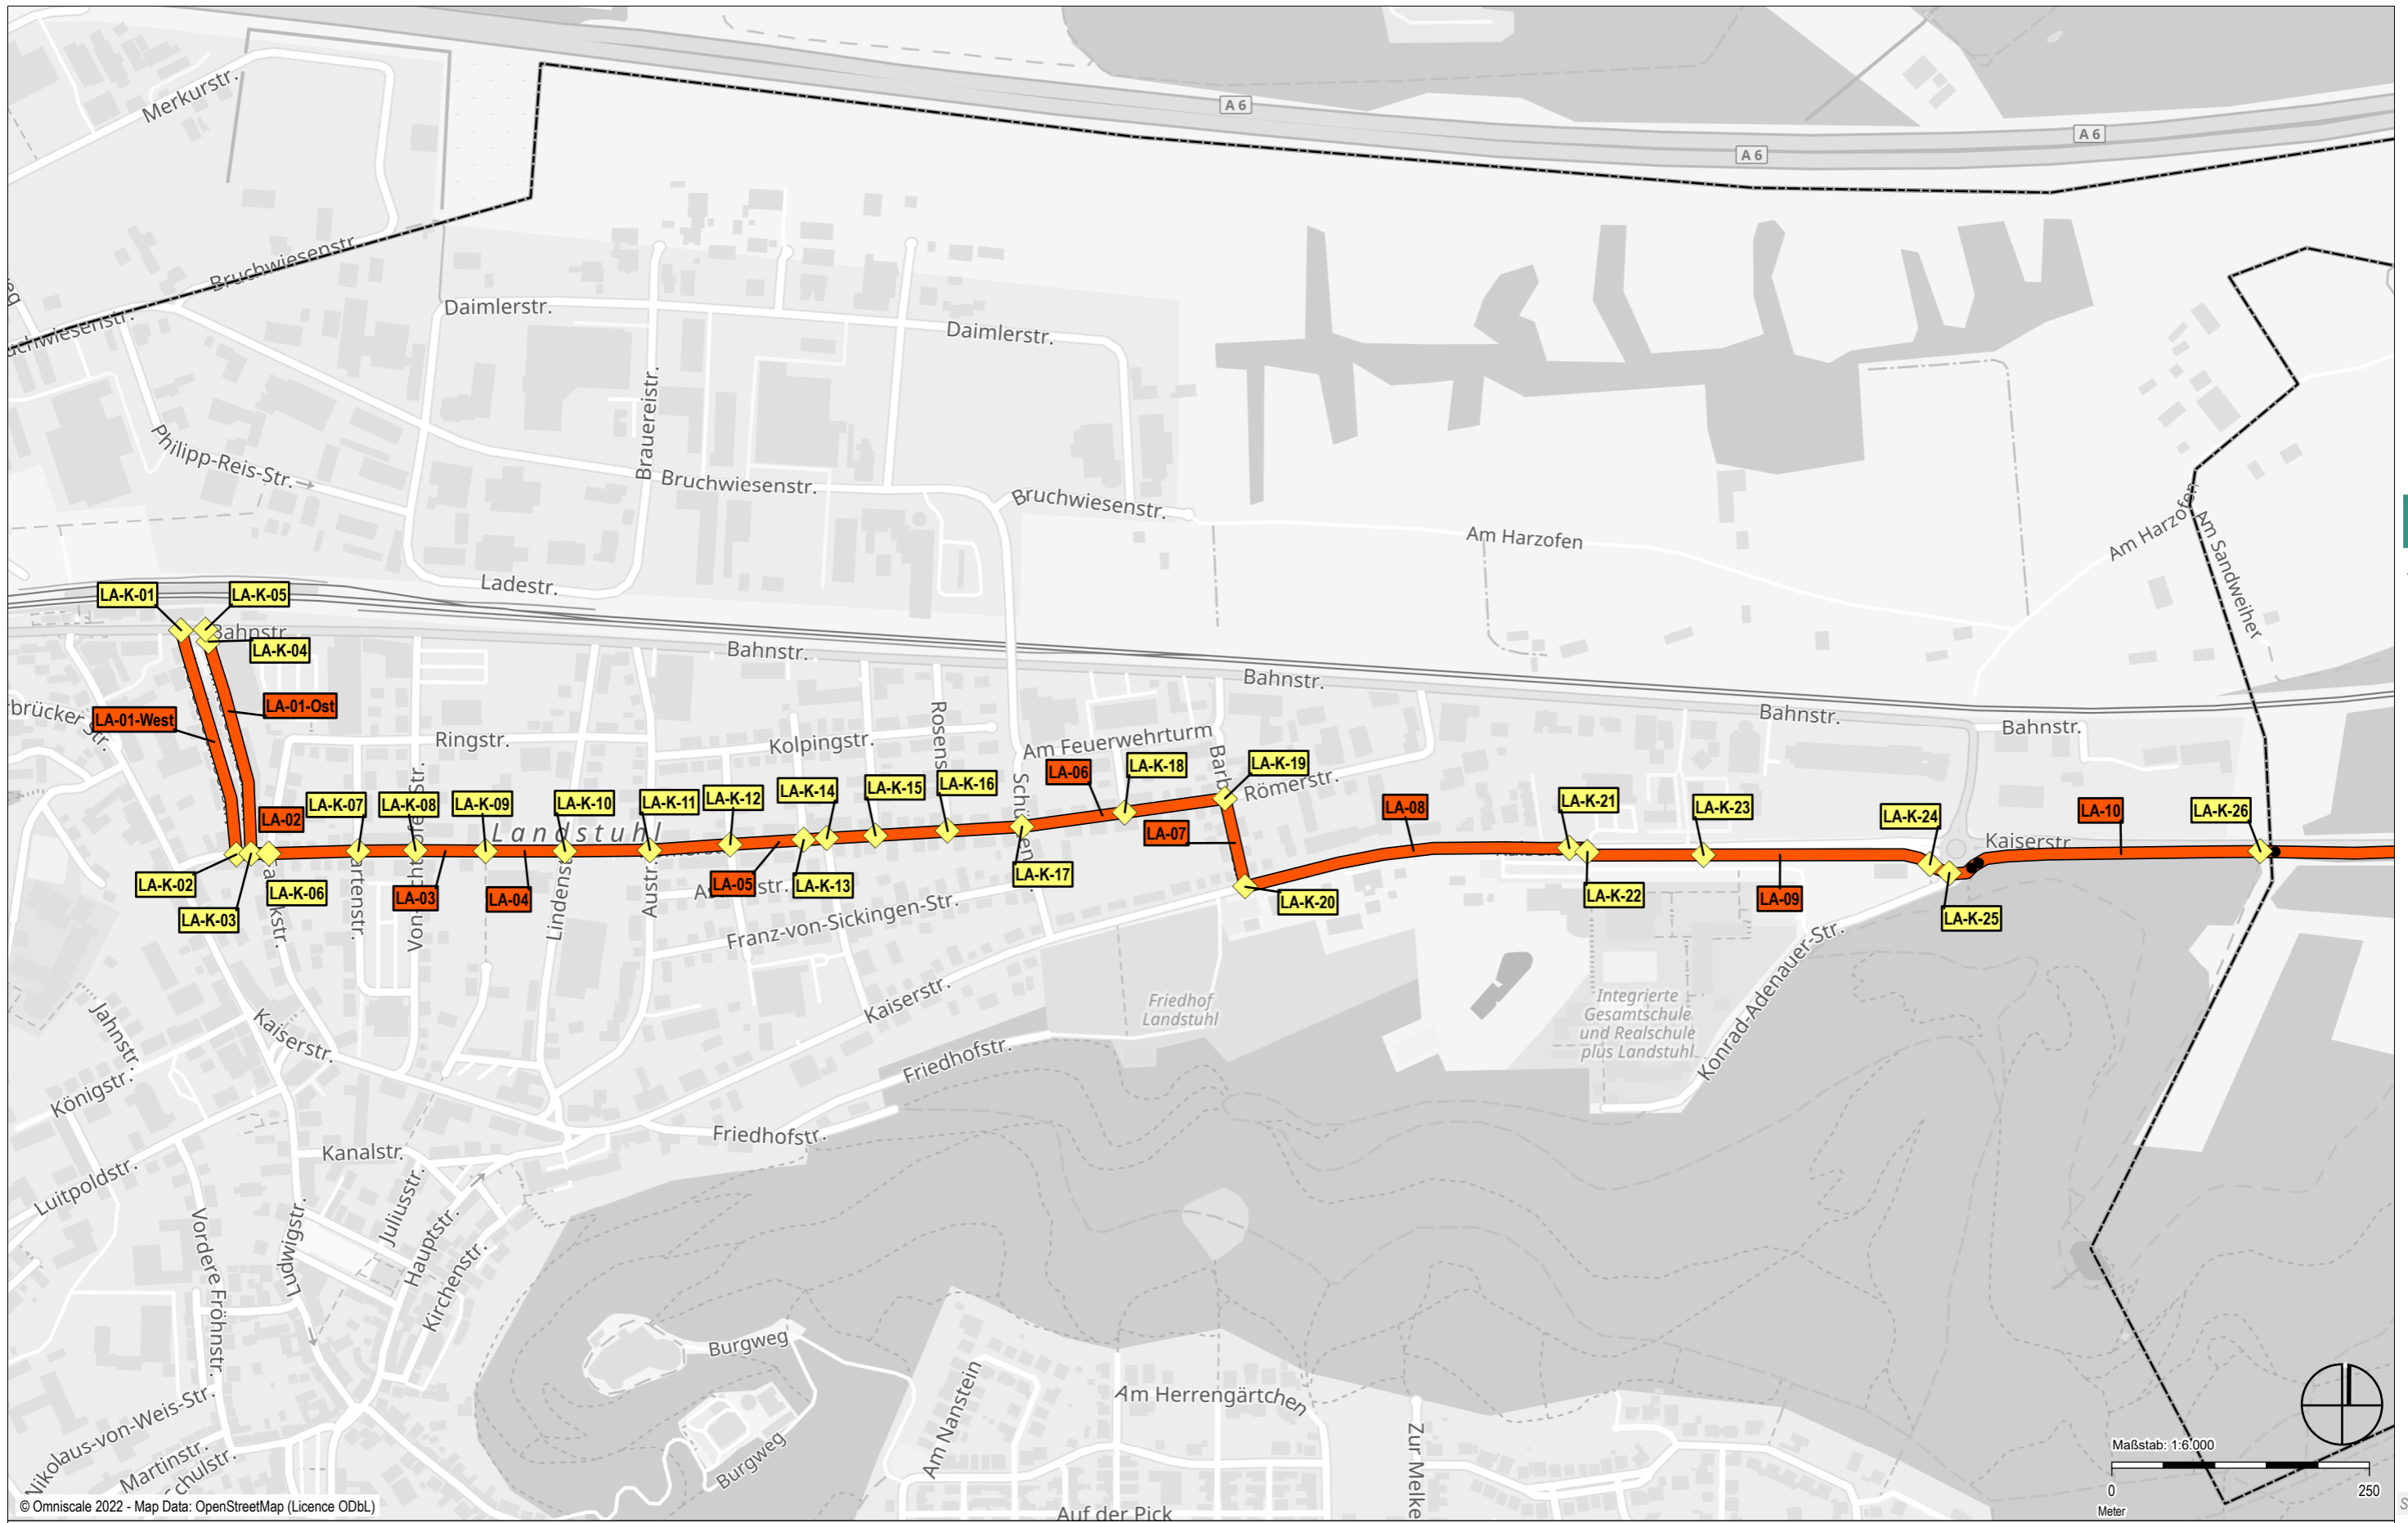 A 6
A 6
A 6
Merkurstr.
Bruchwiesenstr.
Daimlerstr.
Daimlerstr.
Brauereistr.
Philipp-Reis-Str.
Bruchwiesenstr.
Bruchwiesenstr.
Am Harzofen
Am Harzofen
Am Sandweiher
Ladestr.
LA-K-01
LA-K-05
Bahnstr.
LA-K-04
Bahnstr.
Bahnstr.
Bahnstr.
Bahnstr.
LA-01-Ost
LA-01-West
Ringstr.
Kolpingstr.
Am Feuerwehrturm
Römerstr.
LA-06
LA-K-18
LA-K-19
LA-02
LA-K-07
LA-K-08
LA-K-09
LA-K-10
LA-K-11
LA-K-12
LA-K-14
LA-K-15
LA-K-16
LA-08
LA-K-21
LA-K-23
LA-K-24
LA-10
LA-K-26
Landstuhl
LA-07
Kaiserstr.
LA-K-02
LA-K-03
LA-K-06
LA-03
LA-04
LA-05
LA-K-13
LA-K-17
LA-K-20
LA-K-22
LA-09
LA-K-25
Lindenstr.
Austr.
Franz-von-Sickingen-Str.
Kaiserstr.
Kaiserstr.
Friedhof
Landstuhl
Integrierte
Gesamtschule
und Realschule
plus Landstuhl
Konrad-Adenauer-Str.
Jahnstr.
Königstr.
Friedhofstr.
Friedhofstr.
Kanalstr.
Luitpoldstr.
Juliusstr.
Hauptstr.
Kirchenstr.
Ludwigstr.
Vordere Fröhnstr.
Nikolaus-von-Weis-Str.
Martinstr.
Schulstr.
Burgweg
Burgweg
Am Nanstein
Am Herrengärtchen
Auf der Pick
Zur Melke
Maßstab: 1:6.000
0
250
Meter
© Omniscale 2022 - Map Data: OpenStreetMap (Licence ODbL)